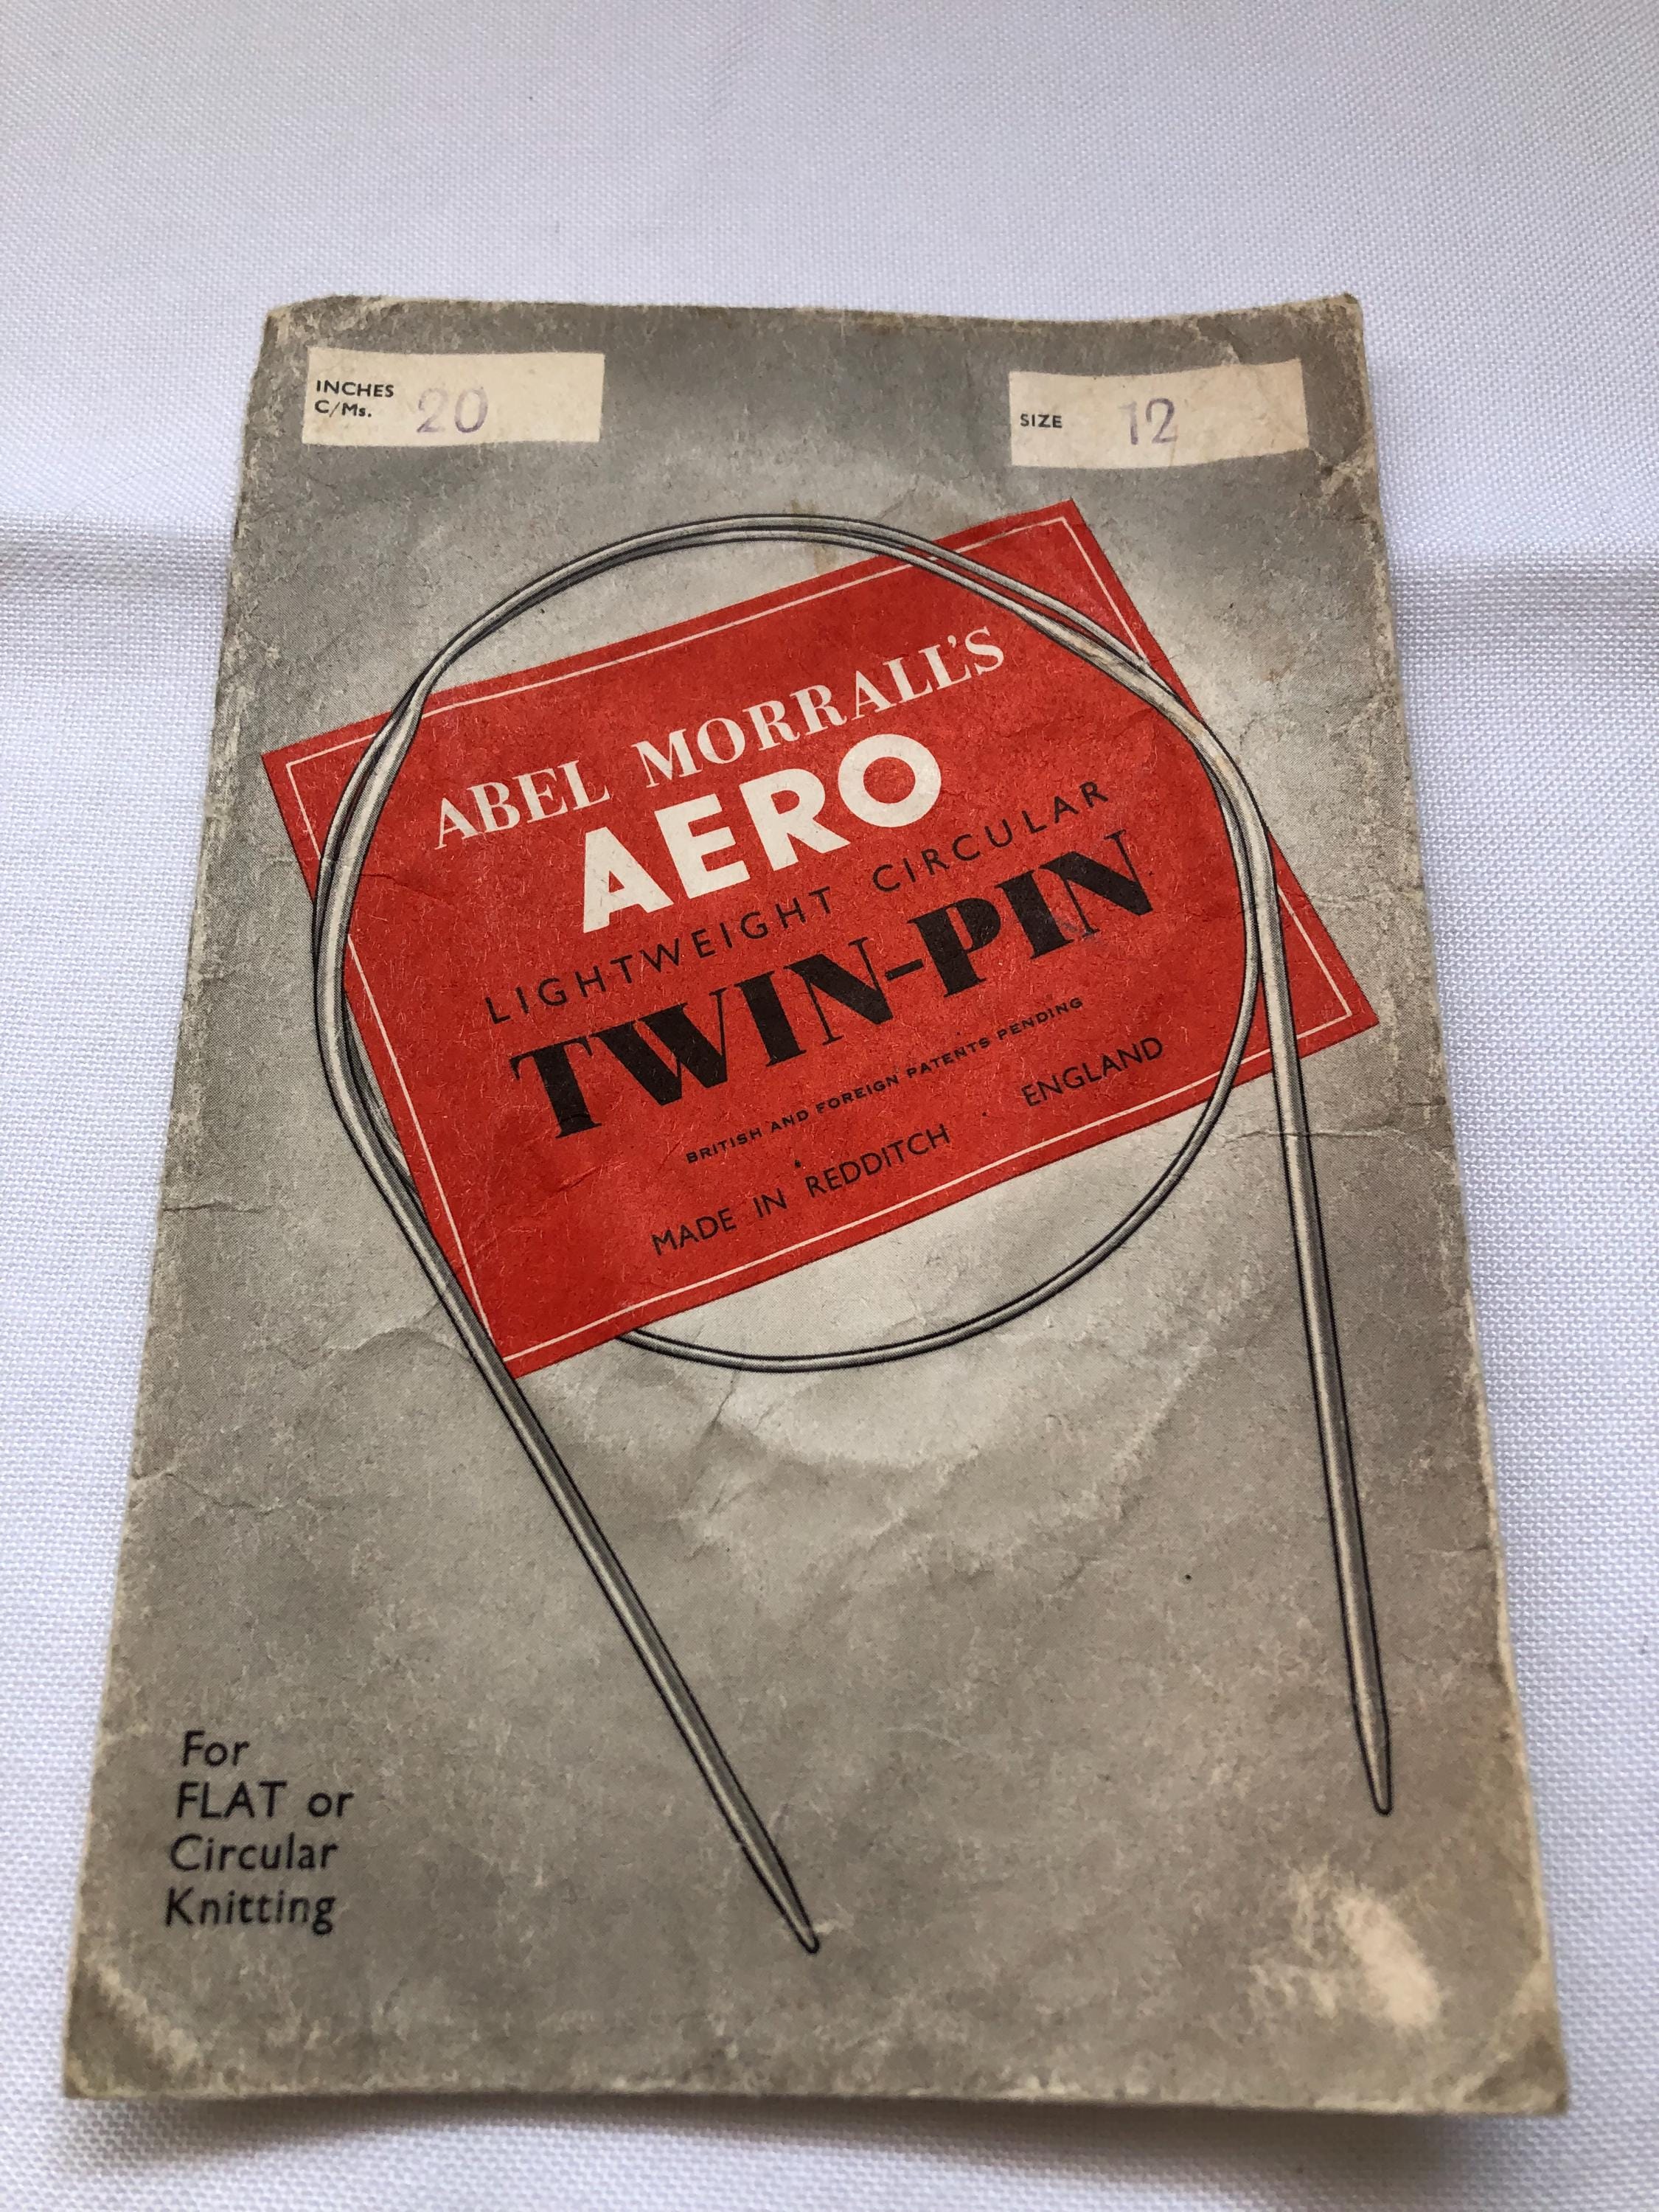 INCHES
C/Ms.
20
SIZE 12
ABEL MORRALL'S
AERO
LIGHTWEIGHT CIRCULAR
TWIN-PIN
BRITISH AND FOREIGN PATENTS PENDING
MADE IN REDDITCH ENGLAND
For
FLAT or
Circular
Knitting